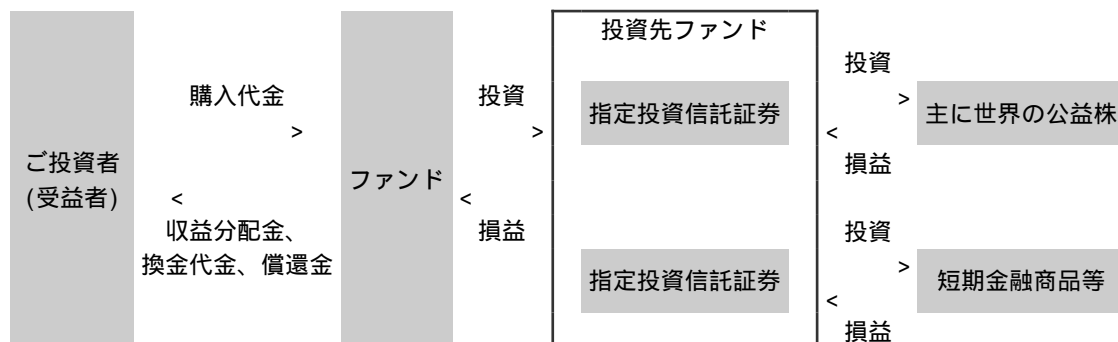 ご投資者
(受益者)
購入代金
>
<
収益分配金、
換金代金、償還金
ファンド
投資
>
<
損益
投資先ファンド
指定投資信託証券
指定投資信託証券
投資
>
<
損益
主に世界の公益株
投資
>
<
損益
短期金融商品等